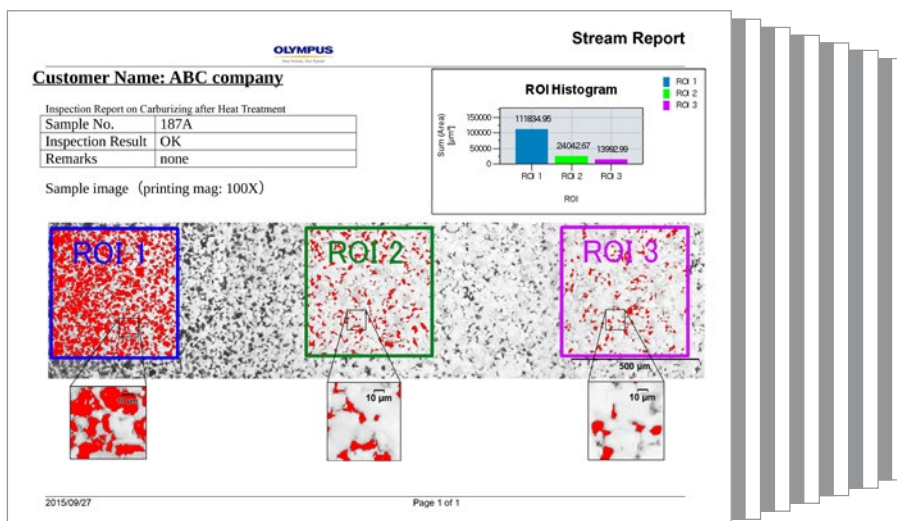 Stream Report
OLYMPUS
Your Vision, Our Future
Customer Name: ABC company
Inspection Report on Carburizing after Heat Treatment
Sample No. 187A
Inspection Result OK
Remarks none
Sample image (printing mag: 100X)
ROI Histogram
ROI 1
ROI 2
ROI 3
Sum (Area)
[µm²]
150000
100000
50000
0
111834.95
24042.67
13992.99
ROI 1 ROI 2 ROI 3
ROI
ROI 1 ROI 2 ROI 3
500 µm
10 µm
10 µm
10 µm
2015/09/27
Page 1 of 1